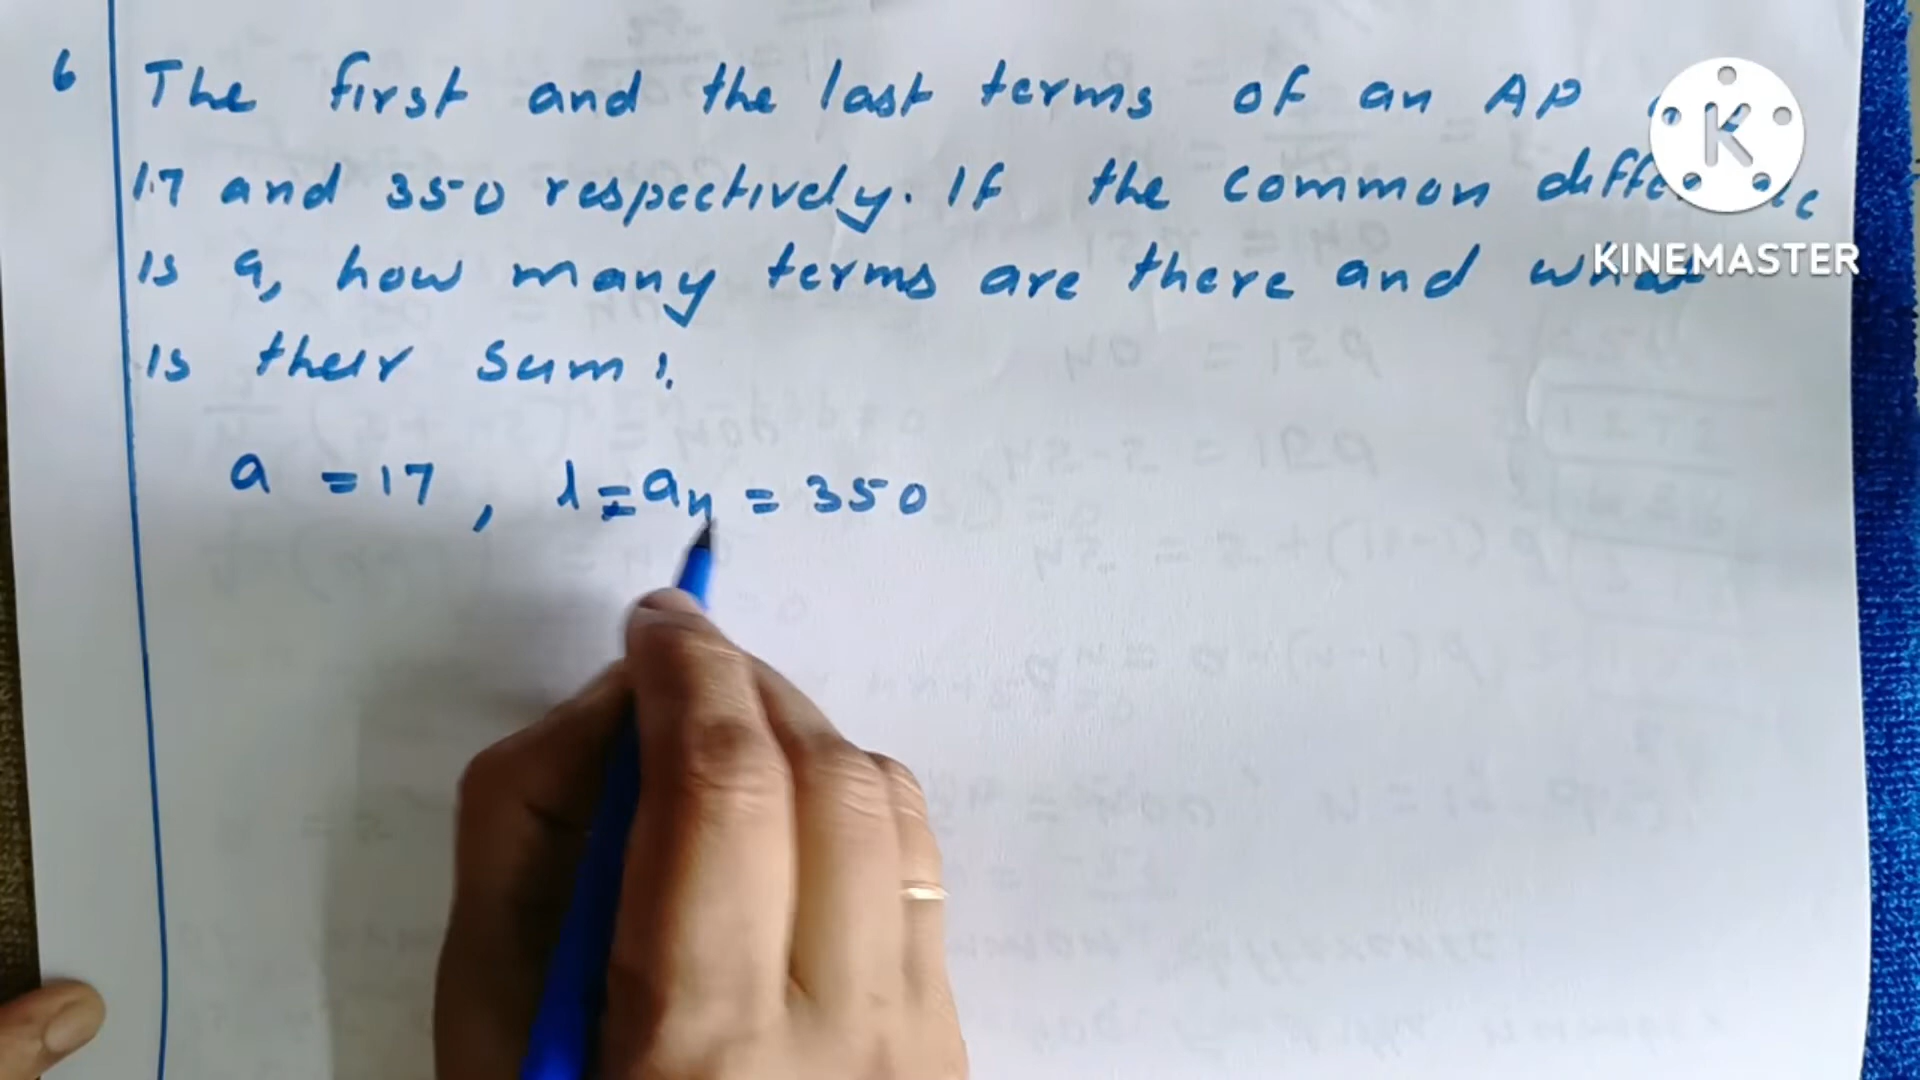 6 The first and the last terms of an AP
17 and 350 respectively. If the common
is 9, how many terms are there and what
is their sum?
a = 17, l = an = 350
KINEMASTER